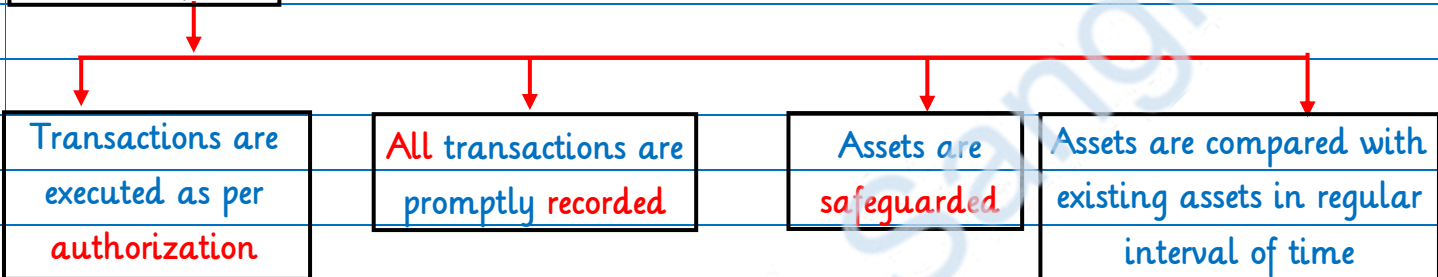 Transactions are
executed as per
authorization
All transactions are
promptly recorded
Assets are
safeguarded
Assets are compared with
existing assets in regular
interval of time